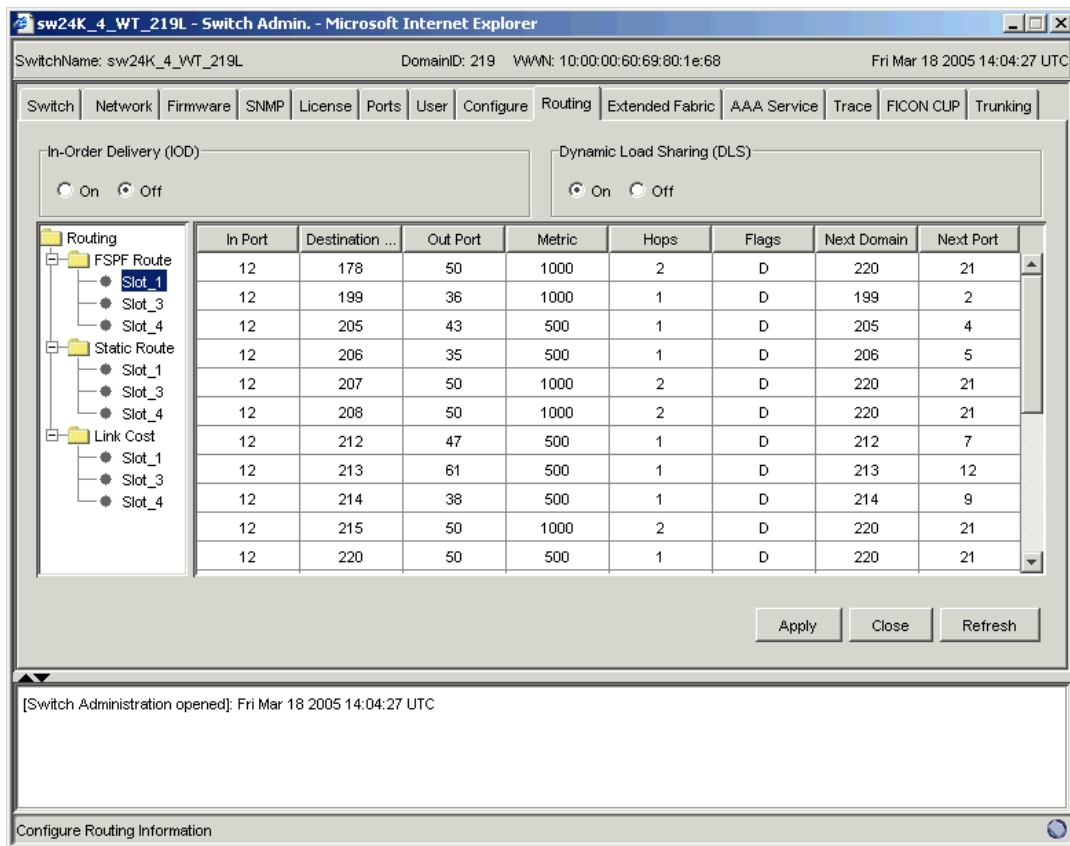 sw24K_4_WT_219L - Switch Admin. - Microsoft Internet Explorer
SwitchName: sw24K_4_WT_219L DomainID: 219 WWN: 10:00:00:60:69:80:1e:68 Fri Mar 18 2005 14:04:27 UTC
Switch Network Firmware SNMP License Ports User Configure Routing Extended Fabric AAA Service Trace FICON CUP Trunking
In-Order Delivery (IOD)
On Off
Dynamic Load Sharing (DLS)
On Off
Routing
FSPF Route
Slot_1
Slot_3
Slot_4
Static Route
Slot_1
Slot_3
Slot_4
Link Cost
Slot_1
Slot_3
Slot_4
In Port Destination ... Out Port Metric Hops Flags Next Domain Next Port
12 178 50 1000 2 D 220 21
12 199 36 1000 1 D 199 2
12 205 43 500 1 D 205 4
12 206 35 500 1 D 206 5
12 207 50 1000 2 D 220 21
12 208 50 1000 2 D 220 21
12 212 47 500 1 D 212 7
12 213 61 500 1 D 213 12
12 214 38 500 1 D 214 9
12 215 50 1000 2 D 220 21
12 220 50 500 1 D 220 21
Apply Close Refresh
[Switch Administration opened]: Fri Mar 18 2005 14:04:27 UTC
Configure Routing Information